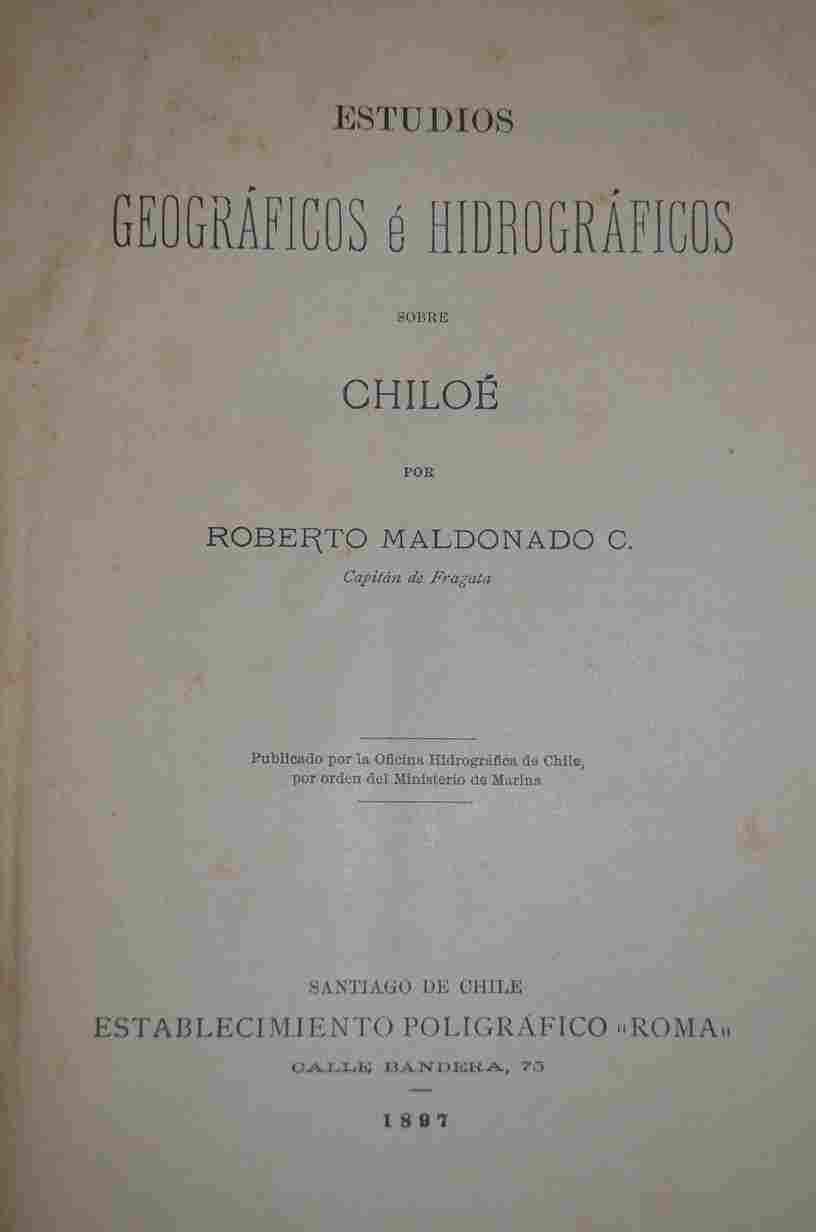 ESTUDIOS
GEOGRÁFICOS é HIDROGRÁFICOS
SOBRE
CHILOÉ
POR
ROBERTO MALDONADO C.
Capitán de Fragata
Publicado por la Oficina Hidrográfica de Chile,
por orden del Ministerio de Marina
SANTIAGO DE CHILE
ESTABLECIMIENTO POLIGRÁFICO "ROMA"
CALLE BANDERA, 75
1897